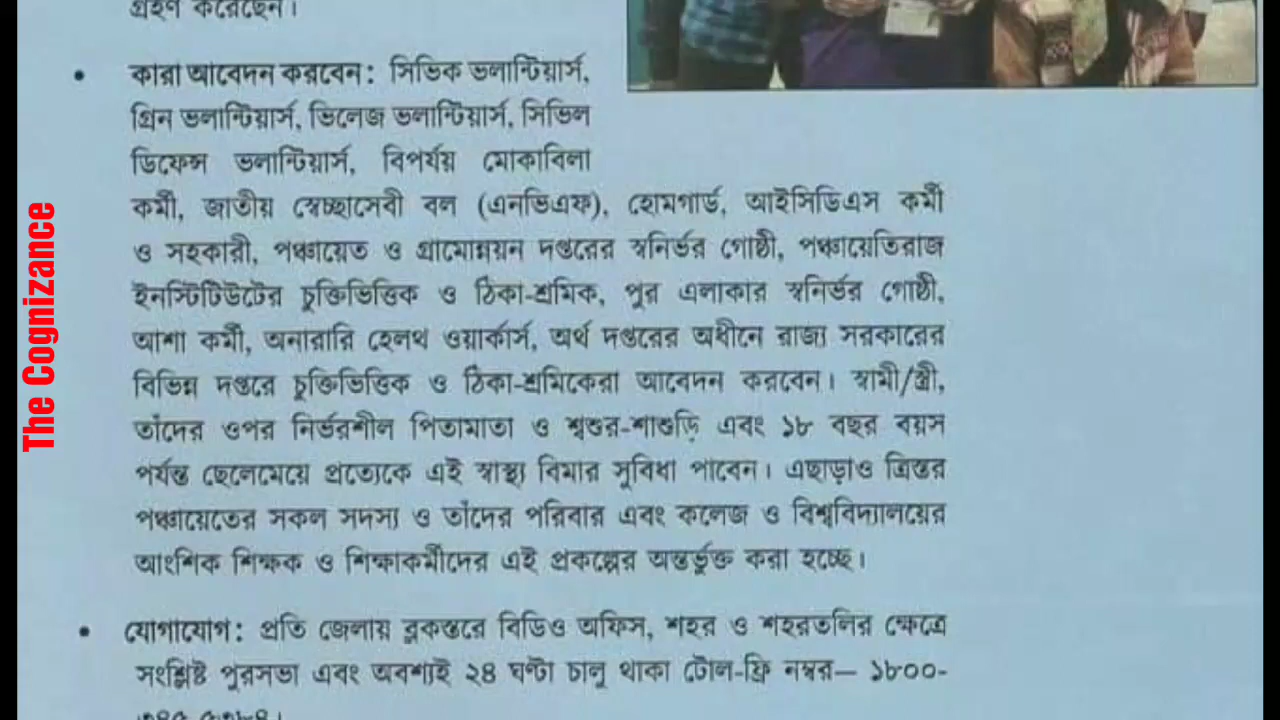 গ্রহণ করেছেন।
• কারা আবেদন করবেন: সিভিক ভলান্টিয়ার্স,
গ্রিন ভলান্টিয়ার্স, ভিলেজ ভলান্টিয়ার্স, সিভিল
ডিফেন্স ভলান্টিয়ার্স, বিপর্যয় মোকাবিলা
কর্মী, জাতীয় স্বেচ্ছাসেবী বল (এনভিএফ), হোমগার্ড, আইসিডিএস কর্মী
ও সহকারী, পঞ্চায়েত ও গ্রামোন্নয়ন দপ্তরের স্বনির্ভর গোষ্ঠী, পঞ্চায়েতিরাজ
ইনস্টিটিউটের চুক্তিভিত্তিক ও ঠিকা-শ্রমিক, পুর এলাকার স্বনির্ভর গোষ্ঠী,
আশা কর্মী, অনারারি হেলথ ওয়ার্কার্স, অর্থ দপ্তরের অধীনে রাজ্য সরকারের
বিভিন্ন দপ্তরে চুক্তিভিত্তিক ও ঠিকা-শ্রমিকেরা আবেদন করবেন। স্বামী/স্ত্রী,
তাঁদের ওপর নির্ভরশীল পিতামাতা ও শ্বশুর-শাশুড়ি এবং ১৮ বছর বয়স
পর্যন্ত ছেলেমেয়ে প্রত্যেকে এই স্বাস্থ্য বিমার সুবিধা পাবেন। এছাড়াও ত্রিস্তর
পঞ্চায়েতের সকল সদস্য ও তাঁদের পরিবার এবং কলেজ ও বিশ্ববিদ্যালয়ের
আংশিক শিক্ষক ও শিক্ষাকর্মীদের এই প্রকল্পের অন্তর্ভুক্ত করা হচ্ছে।
• যোগাযোগ: প্রতি জেলায় ব্লকস্তরে বিডিও অফিস, শহর ও শহরতলির ক্ষেত্রে
সংশ্লিষ্ট পুরসভা এবং অবশ্যই ২৪ ঘণ্টা চালু থাকা টোল-ফ্রি নম্বর— ১৮০০-
The Cognizance